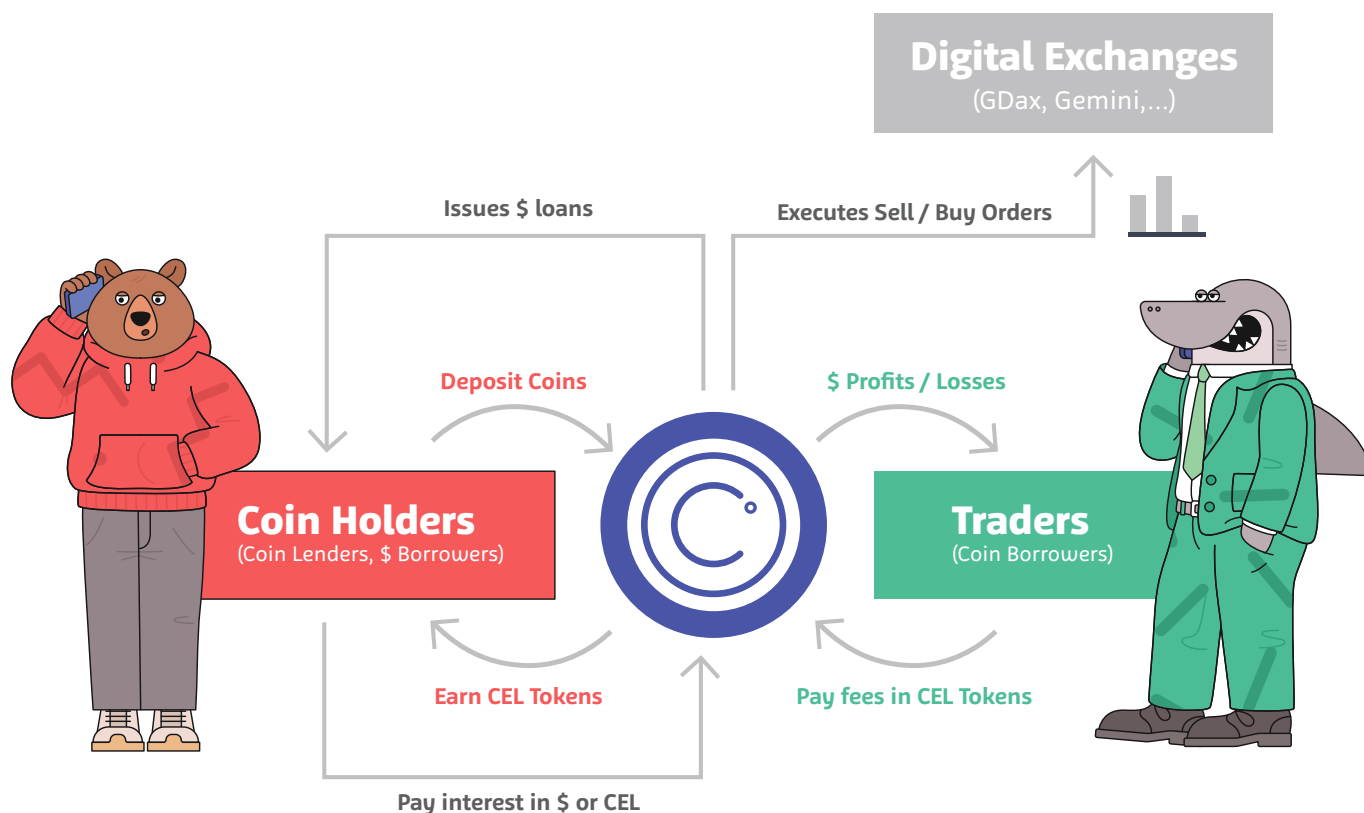 Digital Exchanges
(GDax, Gemini,...)
Issues $ loans
Executes Sell / Buy Orders
Deposit Coins
$ Profits / Losses
Coin Holders
(Coin Lenders, $ Borrowers)
Traders
(Coin Borrowers)
Earn CEL Tokens
Pay fees in CEL Tokens
Pay interest in $ or CEL